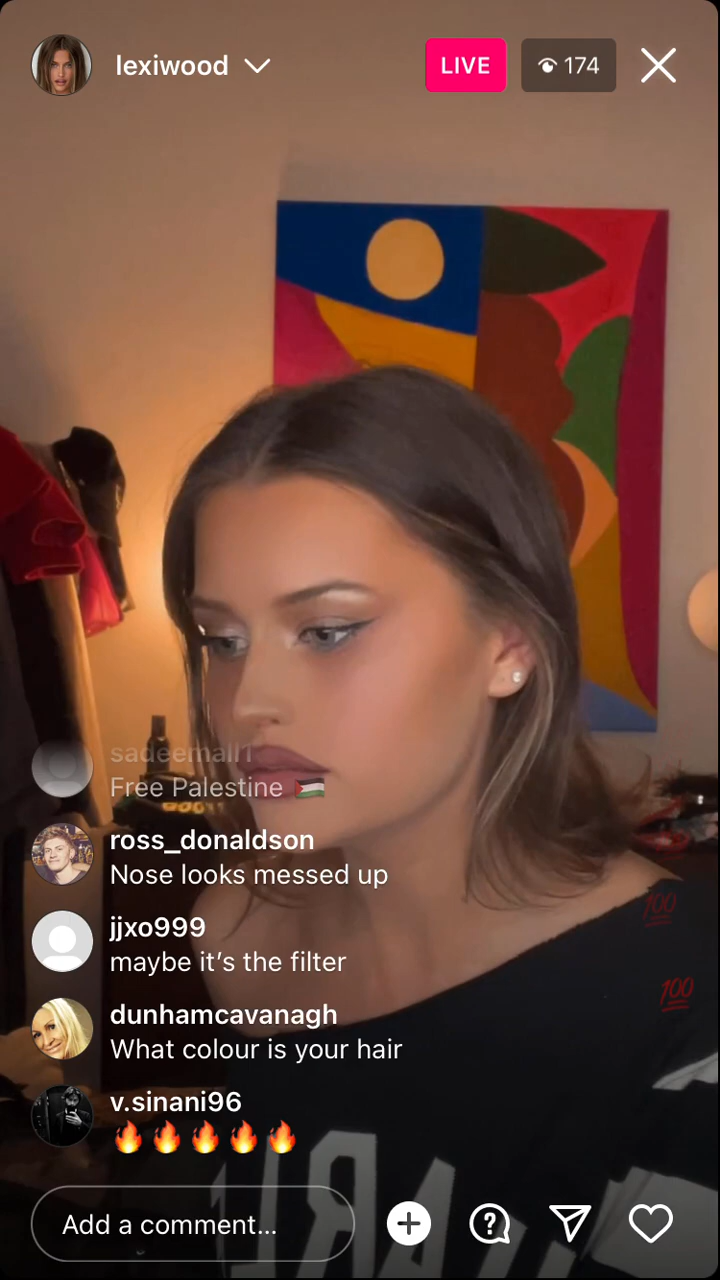 lexiwood
LIVE
174
sadeemall1
Free Palestine 🇵🇸
ross_donaldson
Nose looks messed up
jjxo999
maybe it's the filter
dunhamcavanagh
What colour is your hair
v.sinani96
🔥🔥🔥🔥🔥
💯
💯
Add a comment...